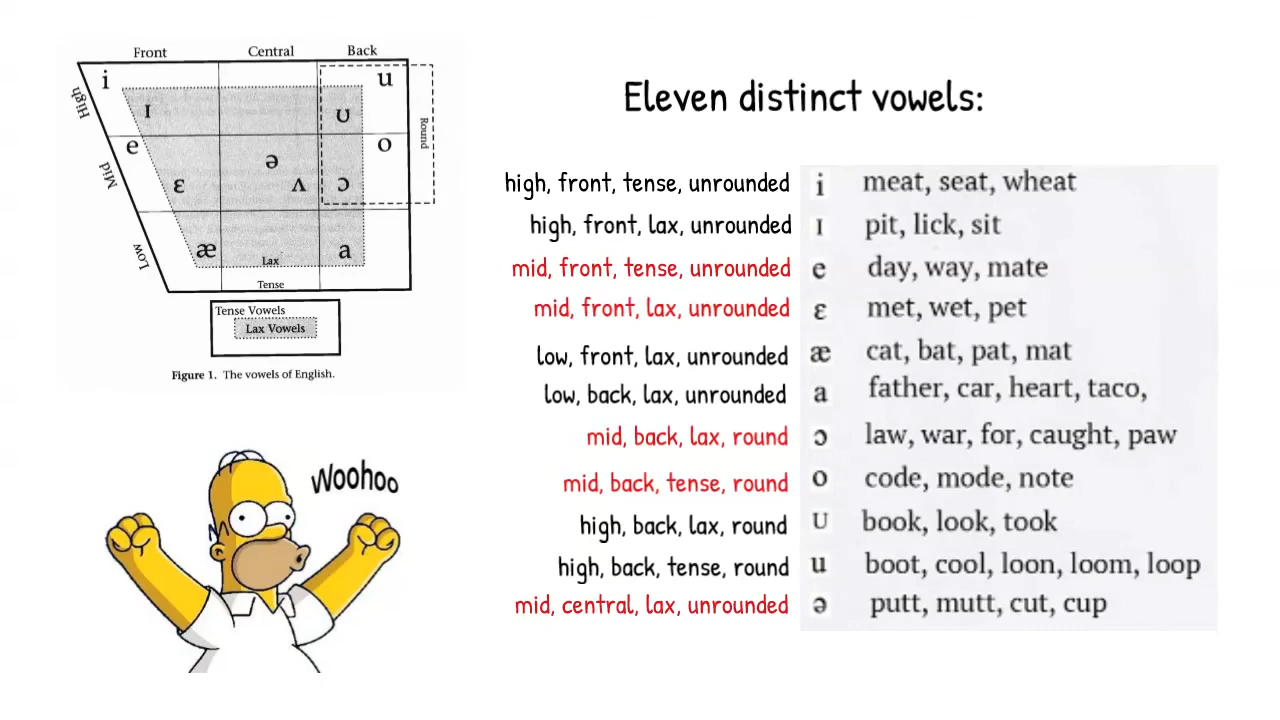 Front Central Back
i u
High
ɪ ʊ
Round
e o
Mid
ə
ɛ ʌ ɔ
Low
æ a
Lax
Tense
Tense Vowels
Lax Vowels
Figure 1. The vowels of English.
Woohoo
Eleven distinct vowels:
high, front, tense, unrounded i meat, seat, wheat
high, front, lax, unrounded ɪ pit, lick, sit
mid, front, tense, unrounded e day, way, mate
mid, front, lax, unrounded ɛ met, wet, pet
low, front, lax, unrounded æ cat, bat, pat, mat
low, back, lax, unrounded a father, car, heart, taco,
mid, back, lax, round ɔ law, war, for, caught, paw
mid, back, tense, round o code, mode, note
high, back, lax, round U book, look, took
high, back, tense, round u boot, cool, loon, loom, loop
mid, central, lax, unrounded ə putt, mutt, cut, cup